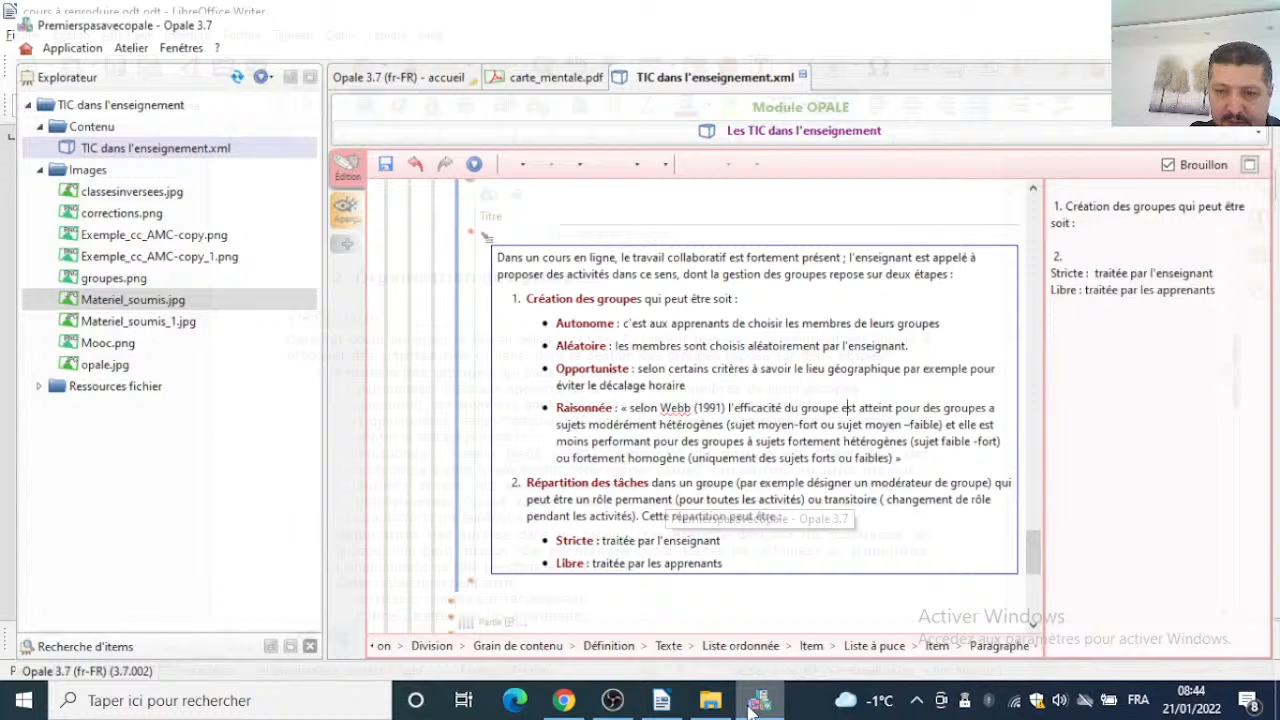 cours à reproduire.odt.odt - LibreOffice Writer
Premierspasavecopale - Opale 3.7
Application Atelier Fenêtres ?
Explorateur
Opale 3.7 (fr-FR) - accueil
carte_mentale.pdf
TIC dans l'enseignement.xml
TIC dans l'enseignement
Contenu
TIC dans l'enseignement.xml
Images
classesinversees.jpg
corrections.png
Exemple_cc_AMC-copy.png
Exemple_cc_AMC-copy_1.png
groupes.png
Materiel_soumis.jpg
Materiel_soumis_1.jpg
Mooc.png
opale.jpg
Ressources fichier
Module OPALE
Les TIC dans l'enseignement
Édition
Aperçu
Brouillon
Titre
Dans un cours en ligne, le travail collaboratif est fortement présent ; l'enseignant est appelé à
proposer des activités dans ce sens, dont la gestion des groupes repose sur deux étapes :
1. Création des groupes qui peut être soit :
• Autonome : c'est aux apprenants de choisir les membres de leurs groupes
• Aléatoire : les membres sont choisis aléatoirement par l'enseignant.
• Opportuniste : selon certains critères à savoir le lieu géographique par exemple pour
éviter le décalage horaire
• Raisonnée : « selon Webb (1991) l'efficacité du groupe est atteint pour des groupes a
sujets modérément hétérogènes (sujet moyen-fort ou sujet moyen –faible) et elle est
moins performant pour des groupes à sujets fortement hétérogènes (sujet faible -fort)
ou fortement homogène (uniquement des sujets forts ou faibles) »
2. Répartition des tâches dans un groupe (par exemple désigner un modérateur de groupe) qui
peut être un rôle permanent (pour toutes les activités) ou transitoire ( changement de rôle
pendant les activités). Cette répartition peut être :
Premierspasavecopale - Opale 3.7
• Stricte : traitée par l'enseignant
• Libre : traitée par les apprenants
1. Création des groupes qui peut être
soit :
2.
Stricte : traitée par l'enseignant
Libre : traitée par les apprenants
Activer Windows
Accédez aux paramètres pour activer Windows.
Recherche d'items
on > Division > Grain de contenu > Définition > Texte > Liste ordonnée > Item > Liste à puce > Item > Paragraphe
Opale 3.7 (fr-FR) (3.7.002)
Taper ici pour rechercher
-1°C
FRA
08:44
21/01/2022
8